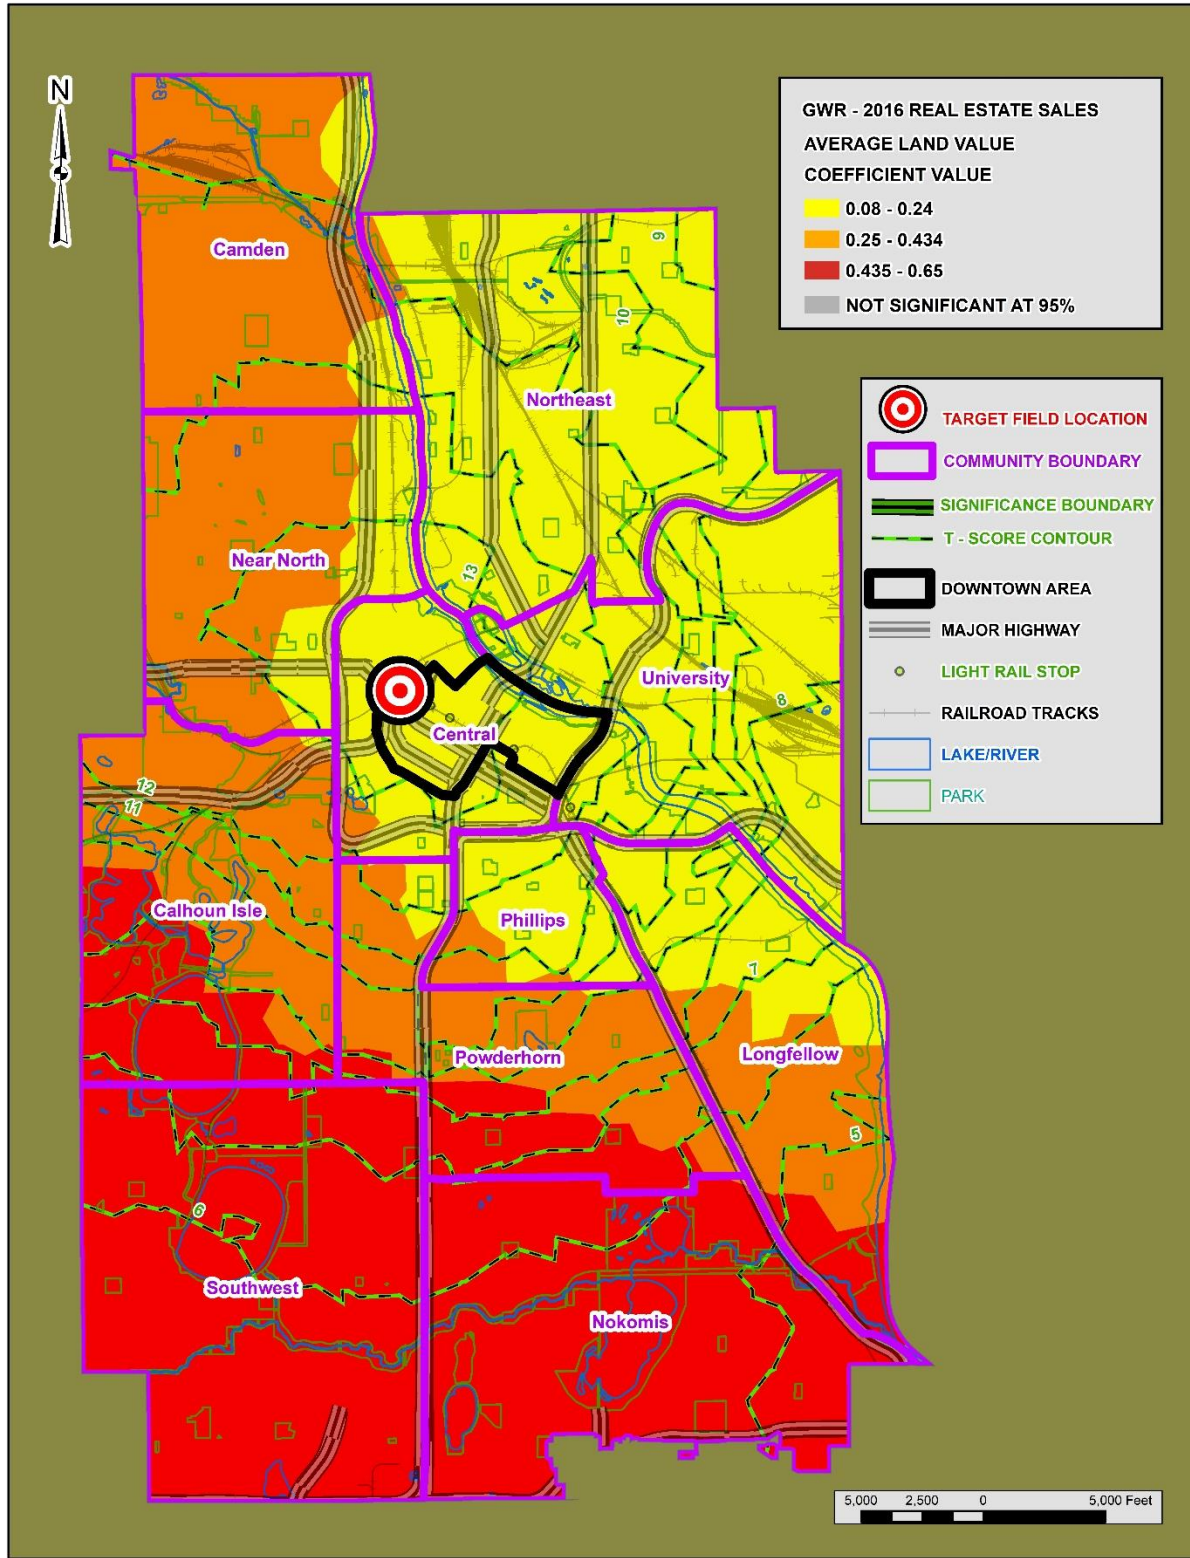 N
GWR - 2016 REAL ESTATE SALES
AVERAGE LAND VALUE
COEFFICIENT VALUE
0.08 - 0.24
0.25 - 0.434
0.435 - 0.65
NOT SIGNIFICANT AT 95%
TARGET FIELD LOCATION
COMMUNITY BOUNDARY
SIGNIFICANCE BOUNDARY
T - SCORE CONTOUR
DOWNTOWN AREA
MAJOR HIGHWAY
LIGHT RAIL STOP
RAILROAD TRACKS
LAKE/RIVER
PARK
9
Camden
10
Northeast
Near North
13
University
8
Central
12
11
Calhoun Isle
Phillips
7
Powderhorn
Longfellow
5
6
Southwest
Nokomis
5,000 2,500 0 5,000 Feet